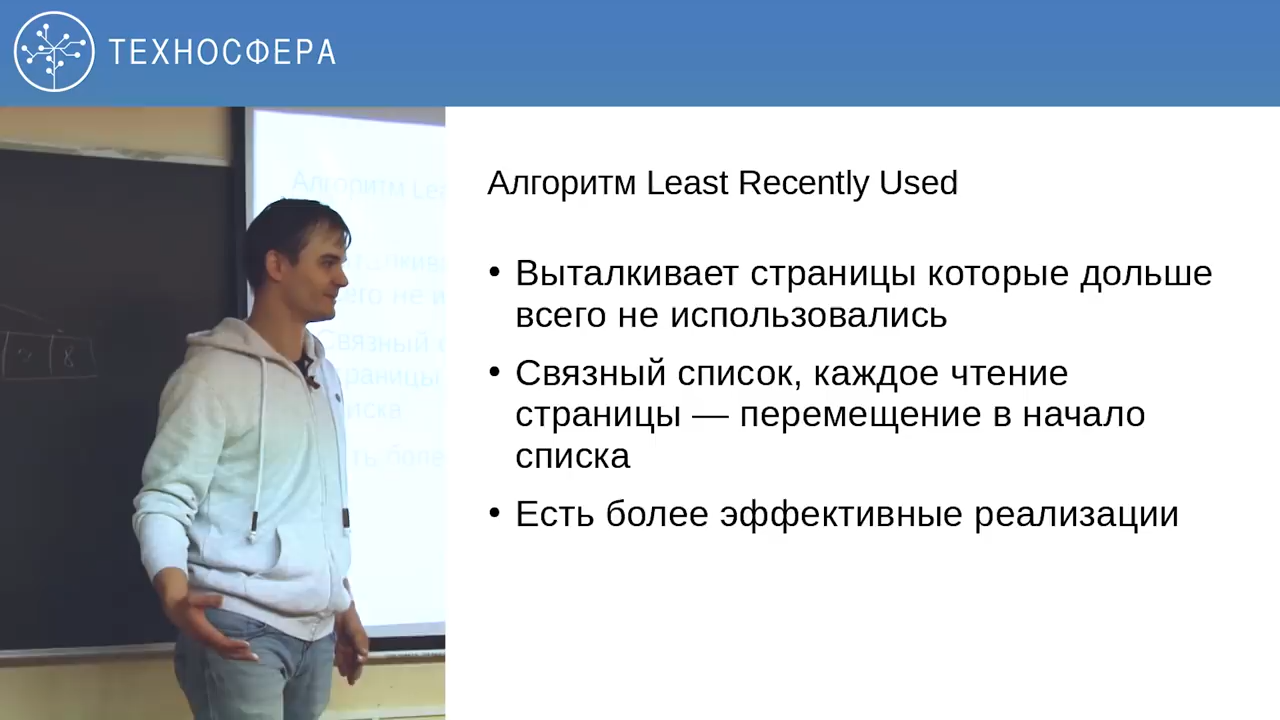 ТЕХНОСФЕРА
Алгоритм Least Recently Used
• Выталкивает страницы которые дольше
всего не использовались
• Связный список, каждое чтение
страницы — перемещение в начало
списка
• Есть более эффективные реализации
8